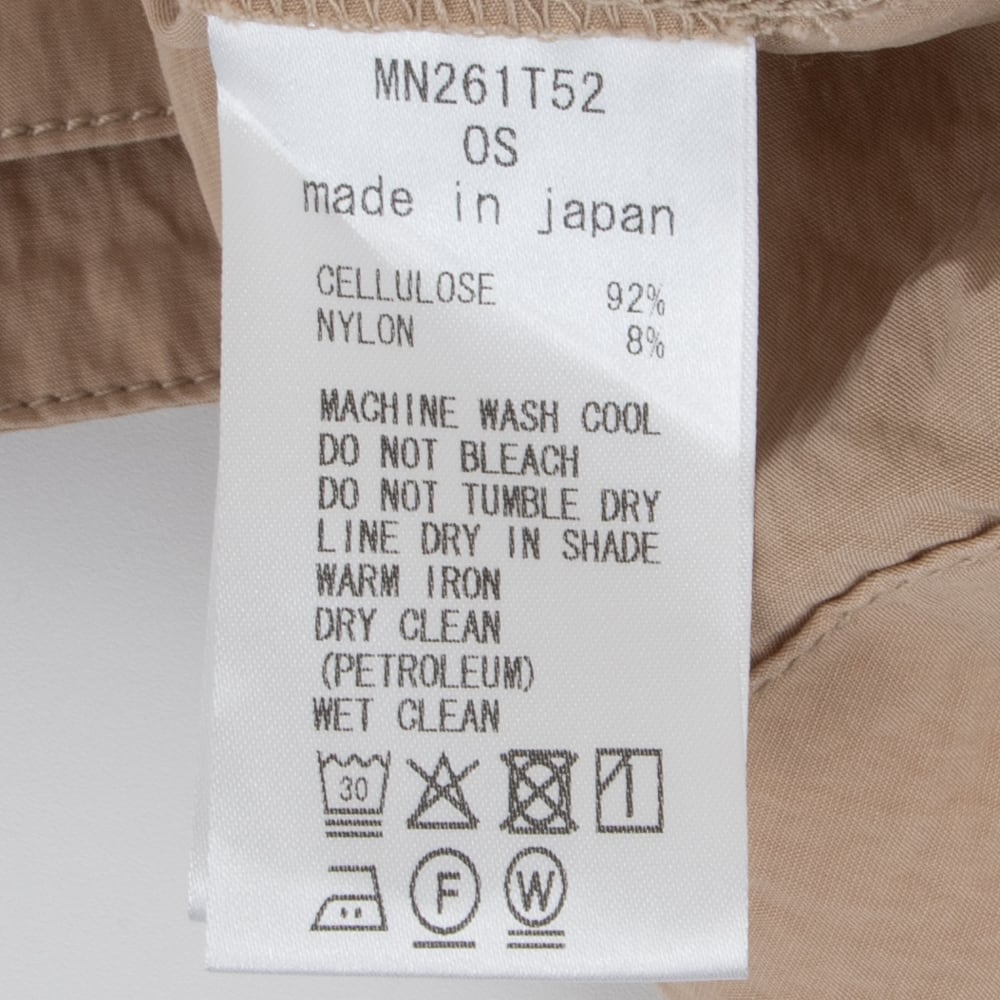 MN261T52
OS
made in japan
CELLULOSE 92%
NYLON 8%
MACHINE WASH COOL
DO NOT BLEACH
DO NOT TUMBLE DRY
LINE DRY IN SHADE
WARM IRON
DRY CLEAN
(PETROLEUM)
WET CLEAN
30
F W